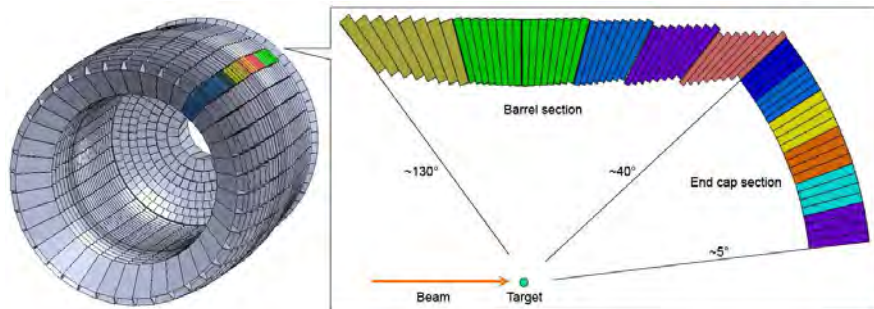 Barrel section
~130°
~40°
End cap section
~5°
Beam
Target